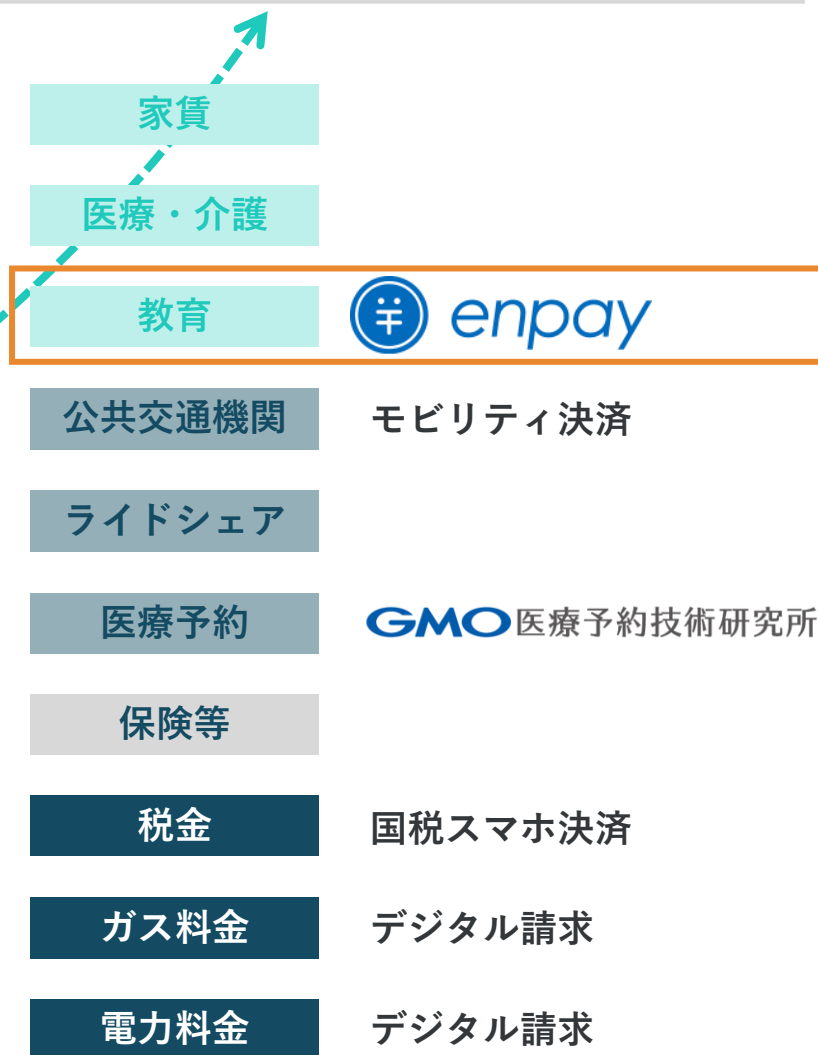 家賃
医療・介護
教育 enpay
公共交通機関 モビリティ決済
ライドシェア
医療予約 GMO医療予約技術研究所
保険等
税金 国税スマホ決済
ガス料金 デジタル請求
電力料金 デジタル請求